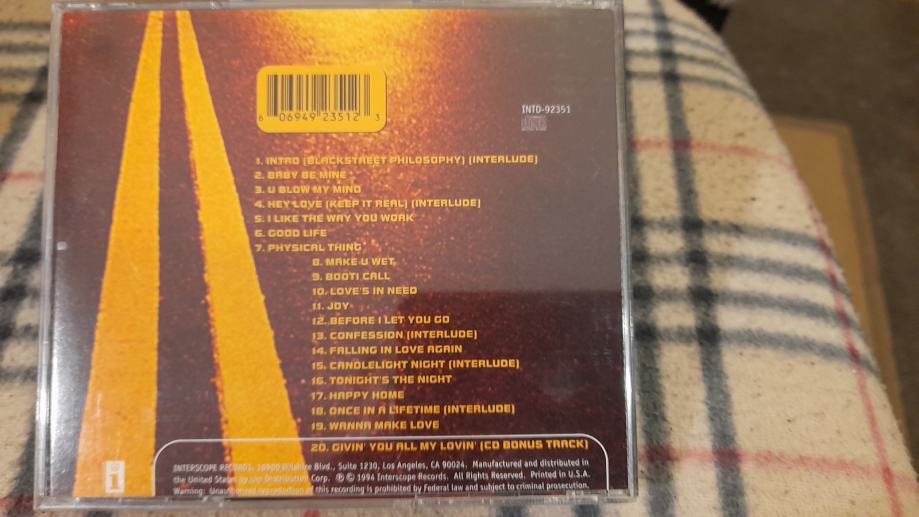 6 06949 23512 3
INTD-92351
1. INTRO (BLACKSTREET PHILOSOPHY) (INTERLUDE)
2. BABY BE MINE
3. U BLOW MY MIND
4. HEY LOVE (KEEP IT REAL) (INTERLUDE)
5. I LIKE THE WAY YOU WORK
6. GOOD LIFE
7. PHYSICAL THING
8. MAKE U WET
9. BOOTI CALL
10. LOVE'S IN NEED
11. JOY
12. BEFORE I LET YOU GO
13. CONFESSION (INTERLUDE)
14. FALLING IN LOVE AGAIN
15. CANDLELIGHT NIGHT (INTERLUDE)
16. TONIGHT'S THE NIGHT
17. HAPPY HOME
18. ONCE IN A LIFETIME (INTERLUDE)
19. WANNA MAKE LOVE
20. GIVIN' YOU ALL MY LOVIN' (CD BONUS TRACK)
INTERSCOPE RECORDS, 10900 Wilshire Blvd., Suite 1230, Los Angeles, CA 90024. Manufactured and distributed in
the United States by Uni Distribution Corp. ℗ © 1996 Interscope Records. All Rights Reserved. Printed in U.S.A.
Warning: Unauthorized reproduction of this recording is prohibited by Federal law and subject to criminal prosecution.